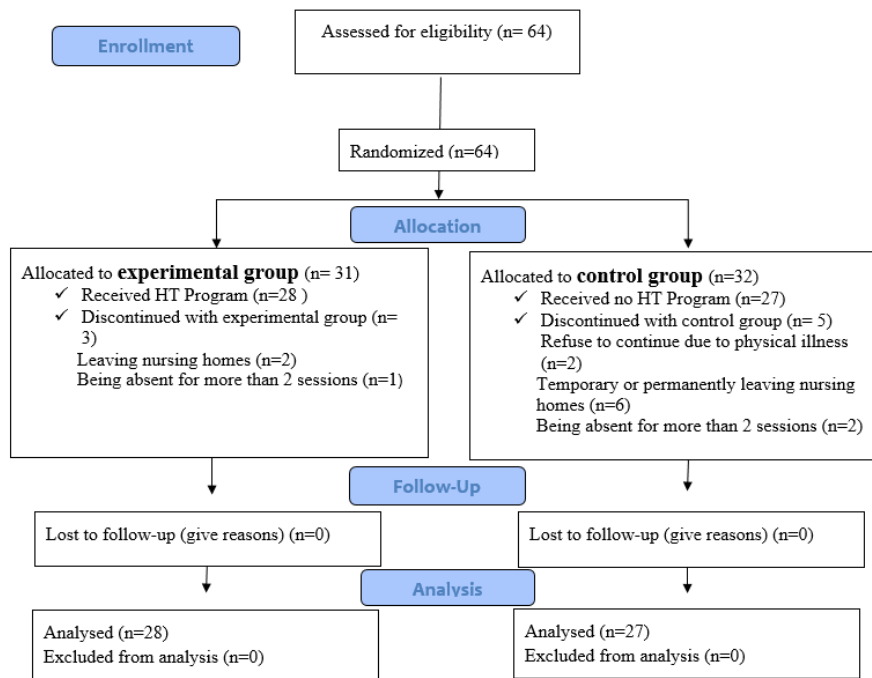 Enrollment
Assessed for eligibility (n= 64)
Randomized (n=64)
Allocation
Allocated to experimental group (n= 31)
✓ Received HT Program (n=28 )
✓ Discontinued with experimental group (n=
3)
Leaving nursing homes (n=2)
Being absent for more than 2 sessions (n=1)
Allocated to control group (n=32)
✓ Received no HT Program (n=27)
✓ Discontinued with control group (n= 5)
Refuse to continue due to physical illness
(n=2)
Temporary or permanently leaving nursing
homes (n=6)
Being absent for more than 2 sessions (n=2)
Follow-Up
Lost to follow-up (give reasons) (n=0)
Lost to follow-up (give reasons) (n=0)
Analysis
Analysed (n=28)
Excluded from analysis (n=0)
Analysed (n=27)
Excluded from analysis (n=0)